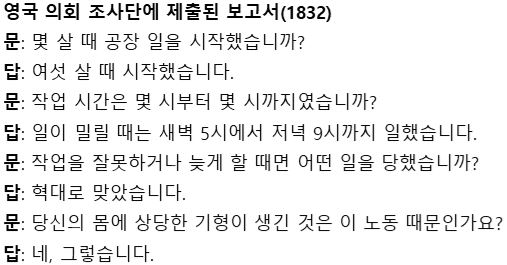 영국 의회 조사단에 제출된 보고서(1832)
문: 몇 살 때 공장 일을 시작했습니까?
답: 여섯 살 때 시작했습니다.
문: 작업 시간은 몇 시부터 몇 시까지였습니까?
답: 일이 밀릴 때는 새벽 5시에서 저녁 9시까지 일했습니다.
문: 작업을 잘못하거나 늦게 할 때면 어떤 일을 당했습니까?
답: 혁대로 맞았습니다.
문: 당신의 몸에 상당한 기형이 생긴 것은 이 노동 때문인가요?
답: 네, 그렇습니다.